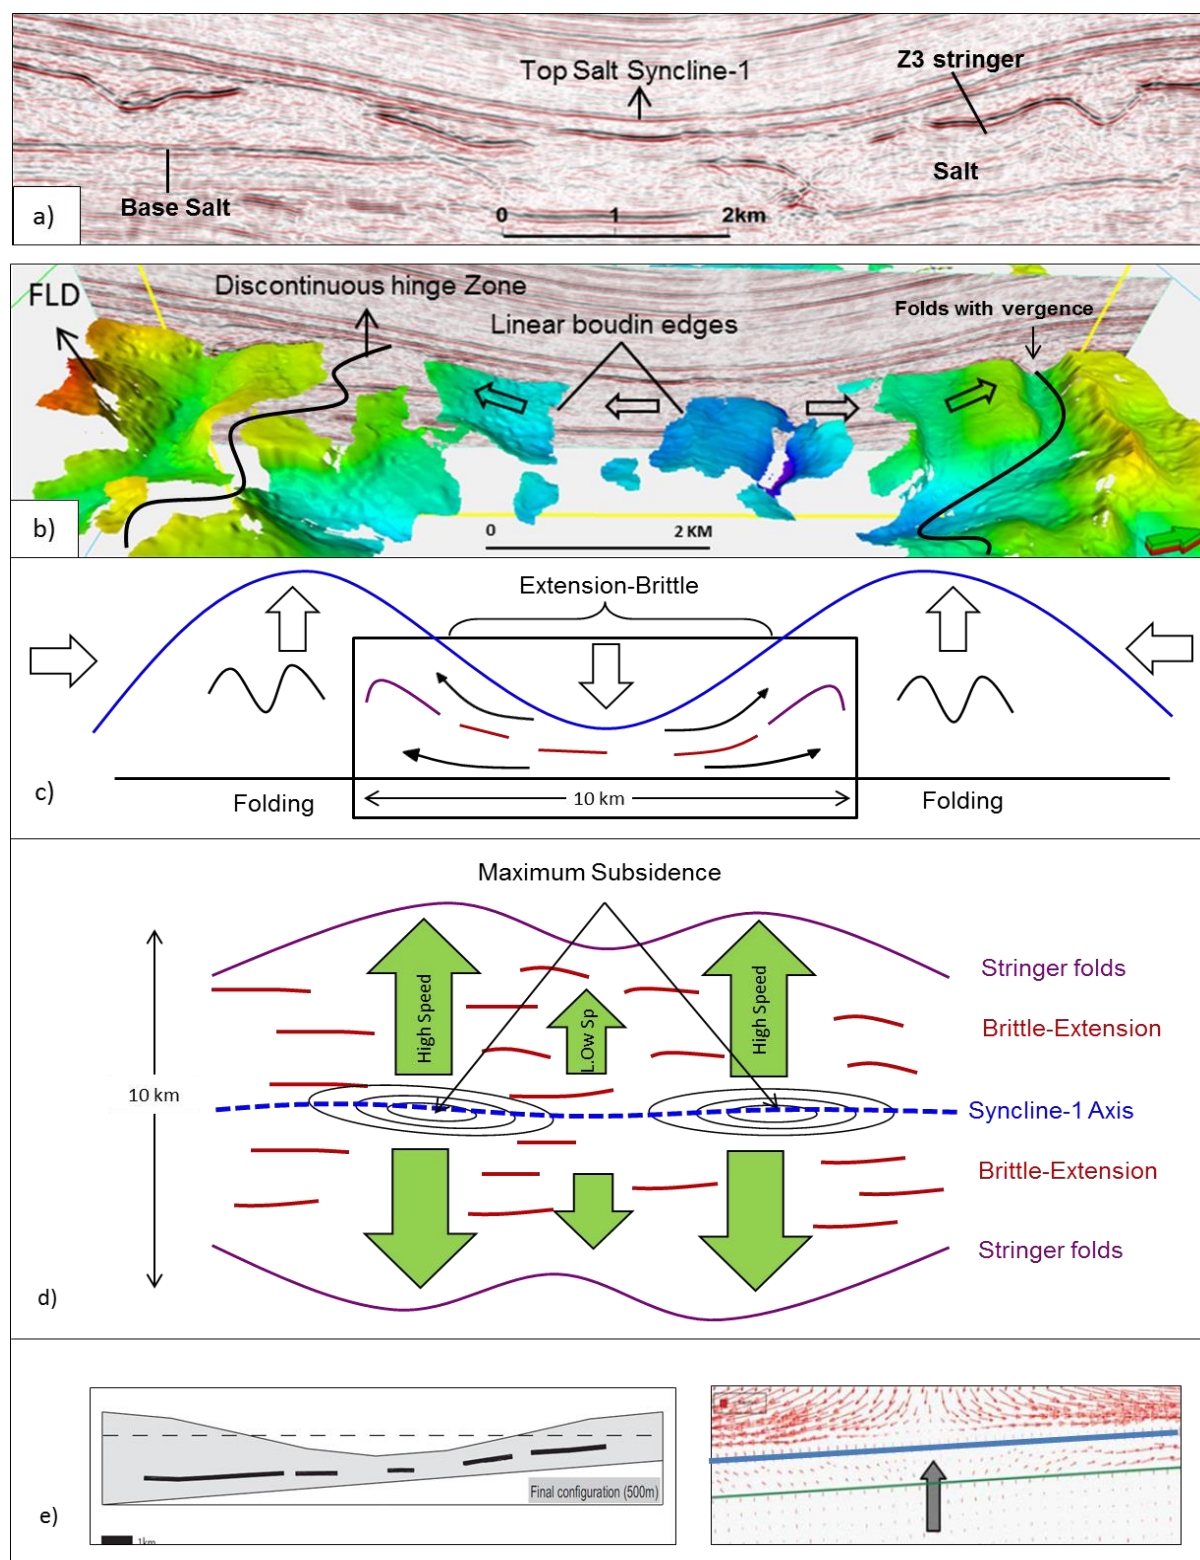 Top Salt Syncline-1
Z3 stringer
Salt
Base Salt
0 1 2km
a)
FLD
Discontinuous hinge Zone
Linear boudin edges
Folds with vergence
0 2 KM
b)
Extension-Brittle
10 km
Folding
Folding
c)
Maximum Subsidence
High Speed
L.Ow Sp
High Speed
10 km
Stringer folds
Brittle-Extension
Syncline-1 Axis
Brittle-Extension
Stringer folds
d)
Final configuration (500m)
1km
e)